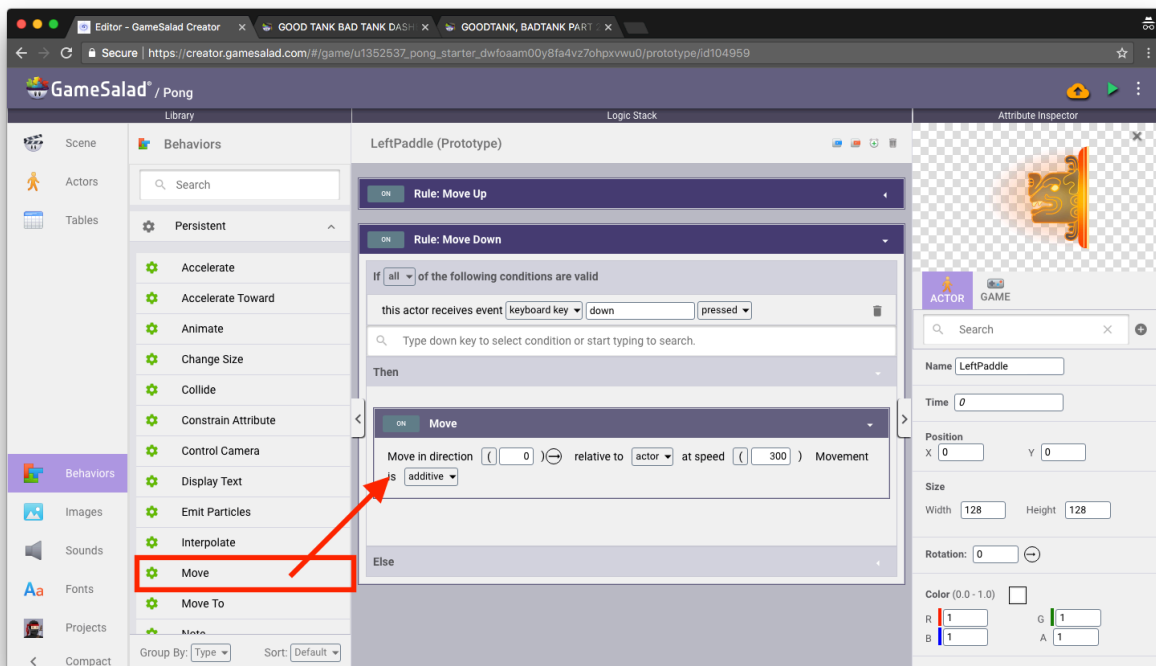 Editor - GameSalad Creator
GOOD TANK BAD TANK DASH
GOODTANK, BADTANK PART 2
Secure | https://creator.gamesalad.com/#/game/u1352537_pong_starter_dwfoaam00y8fa4vz7ohpxvwu0/prototype/id104959
GameSalad® / Pong
Library
Logic Stack
Attribute Inspector
Scene
Actors
Tables
Behaviors
Images
Sounds
Fonts
Projects
Compact
Behaviors
Search
Persistent
Accelerate
Accelerate Toward
Animate
Change Size
Collide
Constrain Attribute
Control Camera
Display Text
Emit Particles
Interpolate
Move
Move To
Note
Group By: Type Sort: Default
LeftPaddle (Prototype)
ON Rule: Move Up
ON Rule: Move Down
If all of the following conditions are valid
this actor receives event keyboard key down pressed
Type down key to select condition or start typing to search.
Then
ON Move
Move in direction ( 0 ) relative to actor at speed ( 300 ) Movement
is additive
Else
ACTOR GAME
Search
Name LeftPaddle
Time 0
Position
X 0 Y 0
Size
Width 128 Height 128
Rotation: 0
Color (0.0 - 1.0)
R 1 G 1
B 1 A 1